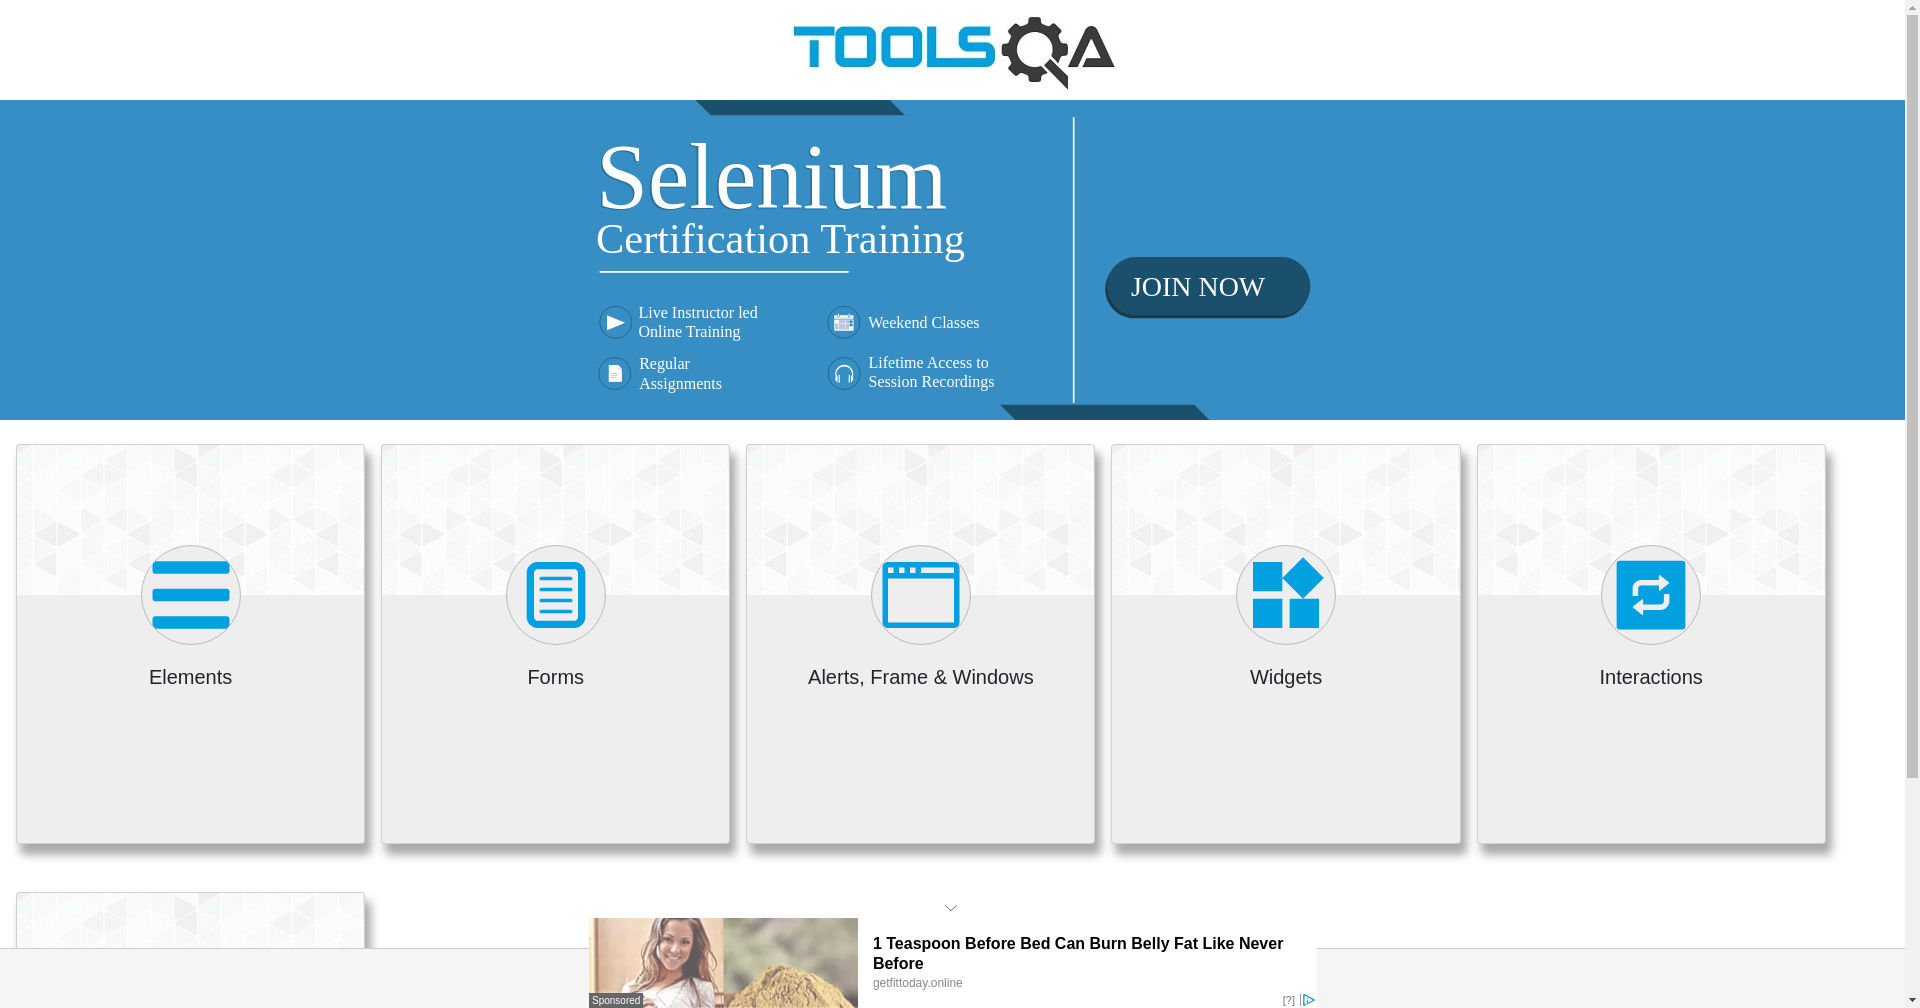 TOOLSQA
Selenium
Certification Training
Live Instructor led
Online Training
Weekend Classes
Regular
Assignments
Lifetime Access to
Session Recordings
JOIN NOW
Elements
Forms
Alerts, Frame & Windows
Widgets
Interactions
1 Teaspoon Before Bed Can Burn Belly Fat Like Never
Before
getfittoday.online
Sponsored
[?]